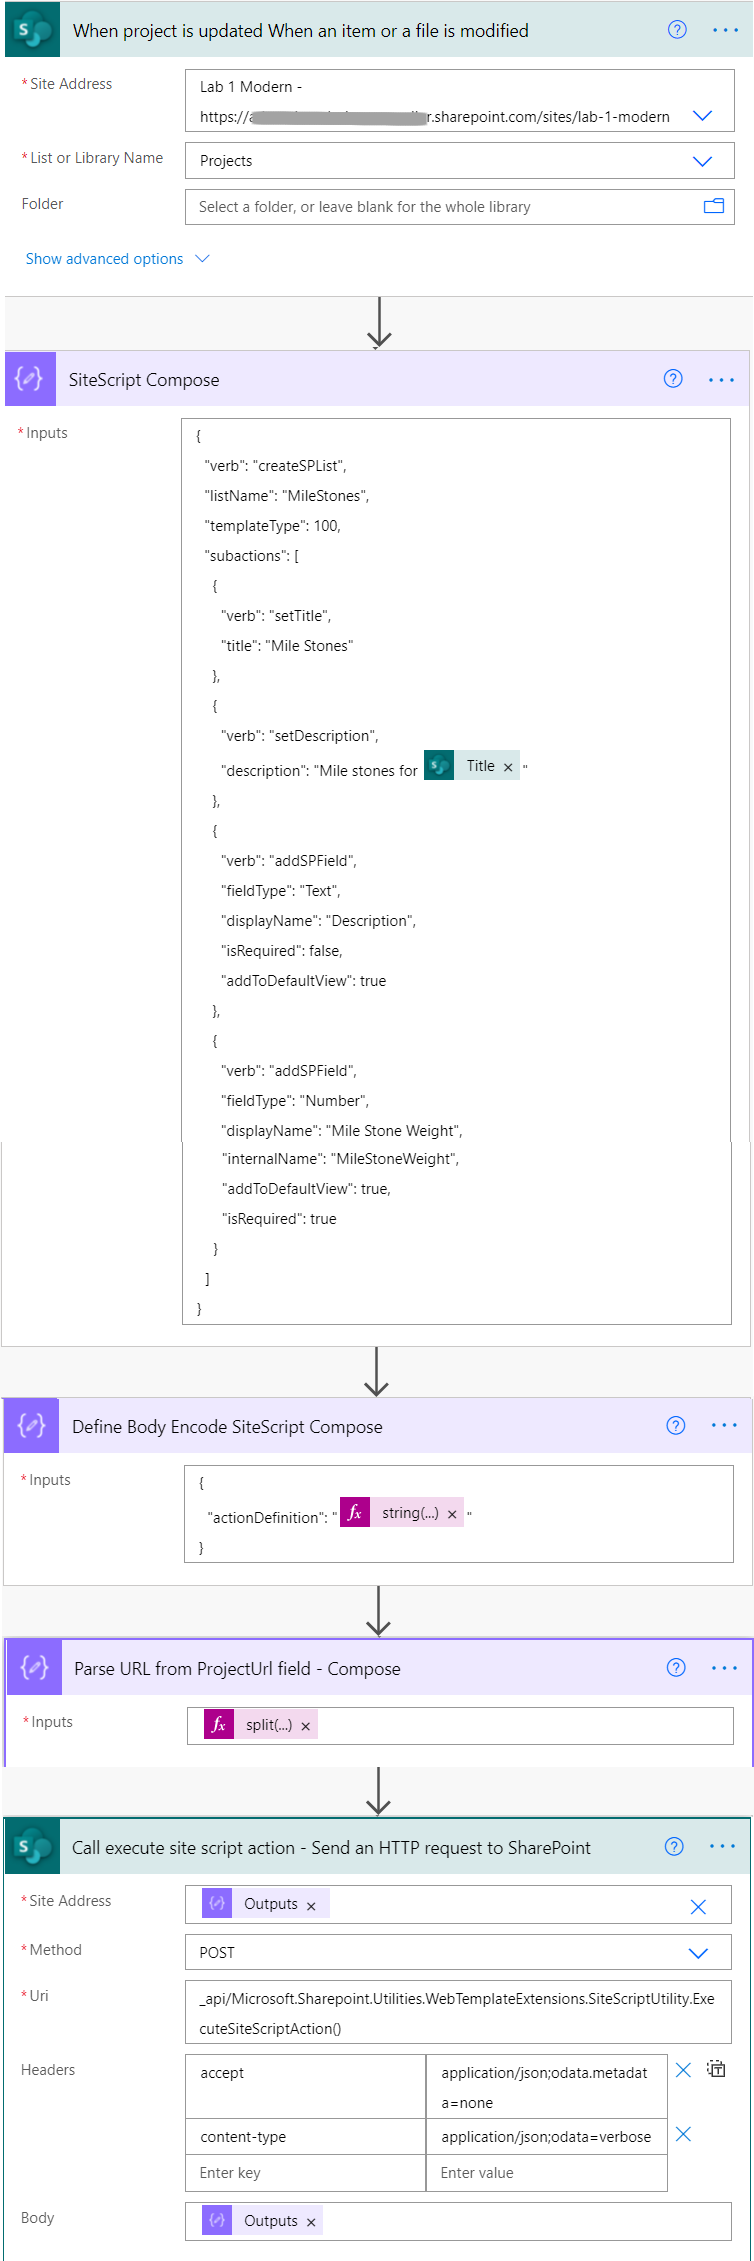 When project is updated When an item or a file is modified
* Site Address
Lab 1 Modern -
https:// r.sharepoint.com/sites/lab-1-modern
* List or Library Name
Projects
Folder
Select a folder, or leave blank for the whole library
Show advanced options
SiteScript Compose
* Inputs
{
"verb": "createSPList",
"listName": "MileStones",
"templateType": 100,
"subactions": [
{
"verb": "setTitle",
"title": "Mile Stones"
},
{
"verb": "setDescription",
"description": "Mile stones for Title × "
},
{
"verb": "addSPField",
"fieldType": "Text",
"displayName": "Description",
"isRequired": false,
"addToDefaultView": true
},
{
"verb": "addSPField",
"fieldType": "Number",
"displayName": "Mile Stone Weight",
"internalName": "MileStoneWeight",
"addToDefaultView": true,
"isRequired": true
}
]
}
Define Body Encode SiteScript Compose
* Inputs
{
"actionDefinition": " fx string(...) × "
}
Parse URL from ProjectUrl field - Compose
* Inputs
fx split(...) ×
Call execute site script action - Send an HTTP request to SharePoint
* Site Address
Outputs ×
* Method
POST
* Uri
_api/Microsoft.Sharepoint.Utilities.WebTemplateExtensions.SiteScriptUtility.Exe
cuteSiteScriptAction()
Headers
accept
application/json;odata.metadat
a=none
content-type
application/json;odata=verbose
Enter key
Enter value
Body
Outputs ×